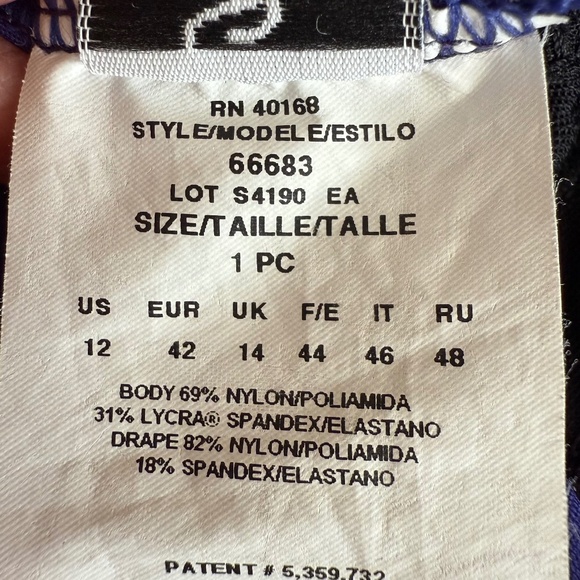 RN 40168
STYLE/MODELE/ESTILO
66683
LOT S4190 EA
SIZE/TAILLE/TALLE
1 PC
US EUR UK F/E IT RU
12 42 14 44 46 48
BODY 69% NYLON/POLIAMIDA
31% LYCRA® SPANDEX/ELASTANO
DRAPE 82% NYLON/POLIAMIDA
18% SPANDEX/ELASTANO
PATENT # 5,359,732